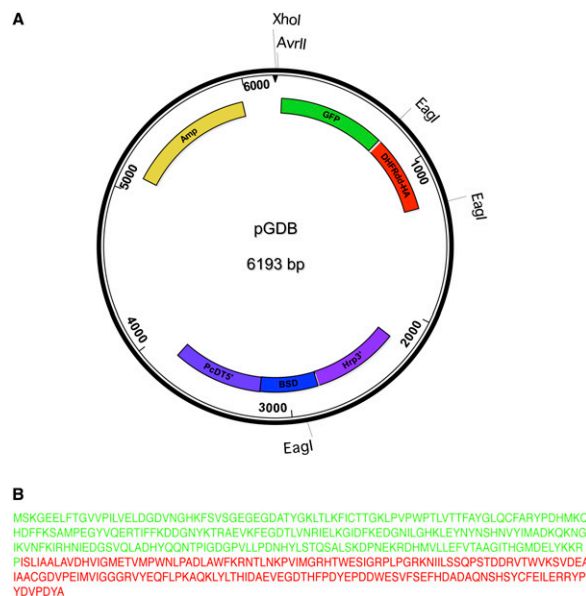 A
XhoI
AvrII
6000
EagI
GFP
Amp
DHFRdd-HA
1000
5000
EagI
pGDB
6193 bp
4000
2000
PcDT5'
BSD
Hrp3'
3000
EagI
B
MSKGEELFTGVVPILVELDGDVNGHKFSVSGEGEGDATYGKLTLKFICTTGKLPVPWPTLVTTFAYGLQCFARYPDHMKQ
HDFFKSAMPEGYVQERTIFFKDDGNYKTRAEVKFEGDTLVNRIELKGIDFKEDGNILGHKLEYNYNSHNVYIMADKQKNG
IKVNFKIRHNIEDGSVQLADHYQQNTPIGDGPVLLPDNHYLSTQSALSKDPNEKRDHMVLLEFVTAAGITHGMDELYKKR
PISLIAALAVDHVIGMETVMPWNLPADLAWFKRNTLNKPVIMGRHTWESIGRPLPGRKNIILSSQPSTDDRVTWVKSVDEA
IAACGDVPEIMVIGGGRVYEQFLPKAQKLYLTHIDAEVEGDTHFPDYEPDDWESVFSEFHDADAQNSHSYCFEILERRYP
YDVPDYA